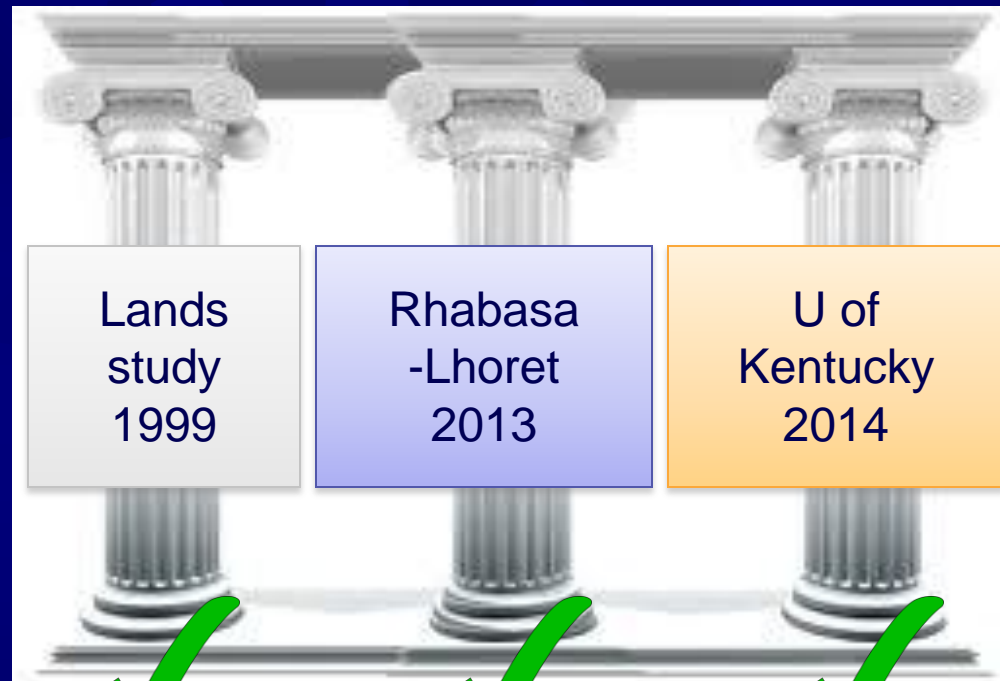 Lands
study
1999
Rhabasa
-Lhoret
2013
U of
Kentucky
2014